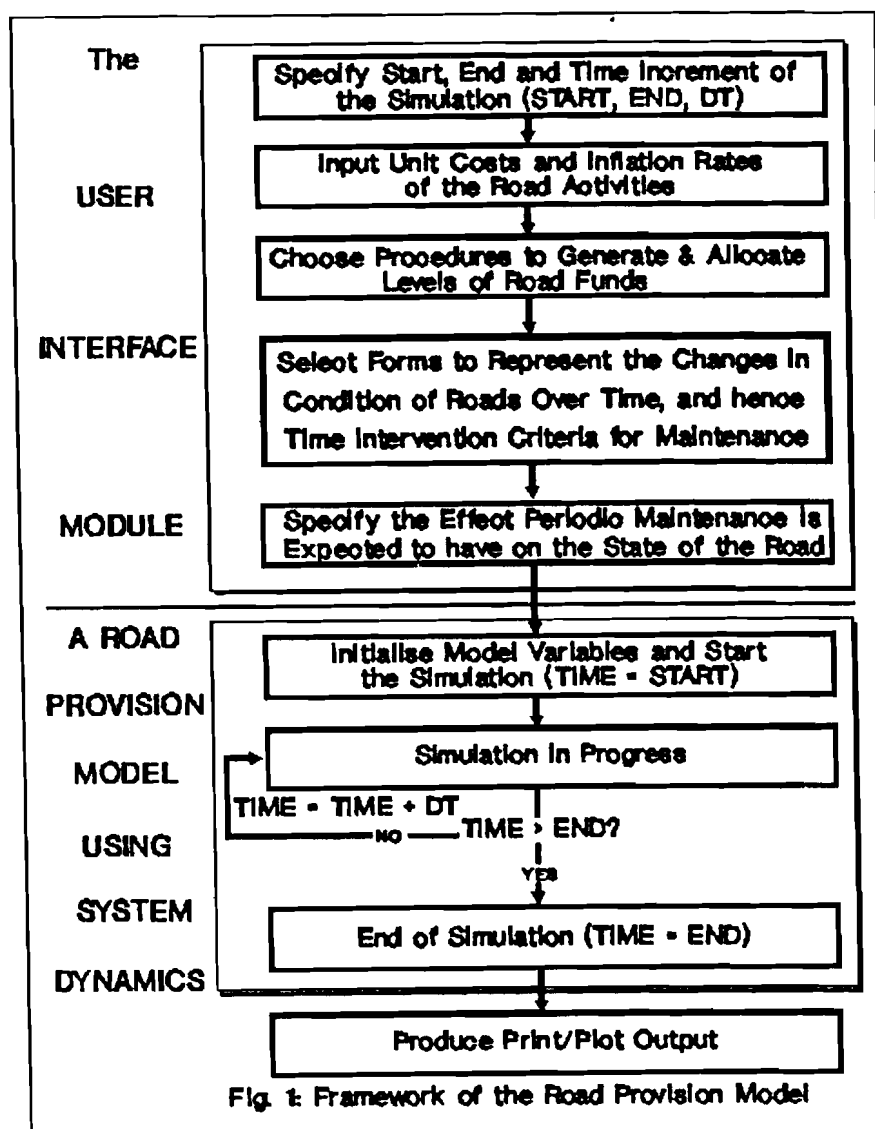 The
USER
INTERFACE
MODULE
Specify Start, End and Time Increment of
the Simulation (START, END, DT)
Input Unit Costs and Inflation Rates
of the Road Activities
Choose Procedures to Generate & Allocate
Levels of Road Funds
Select Forms to Represent the Changes in
Condition of Roads Over Time, and hence
Time Intervention Criteria for Maintenance
Specify the Effect Periodic Maintenance is
Expected to have on the State of the Road
A ROAD
PROVISION
MODEL
USING
SYSTEM
DYNAMICS
Initialise Model Variables and Start
the Simulation (TIME = START)
Simulation in Progress
TIME = TIME + DT
NO
TIME > END?
YES
End of Simulation (TIME = END)
Produce Print/Plot Output
Fig. 1: Framework of the Road Provision Model